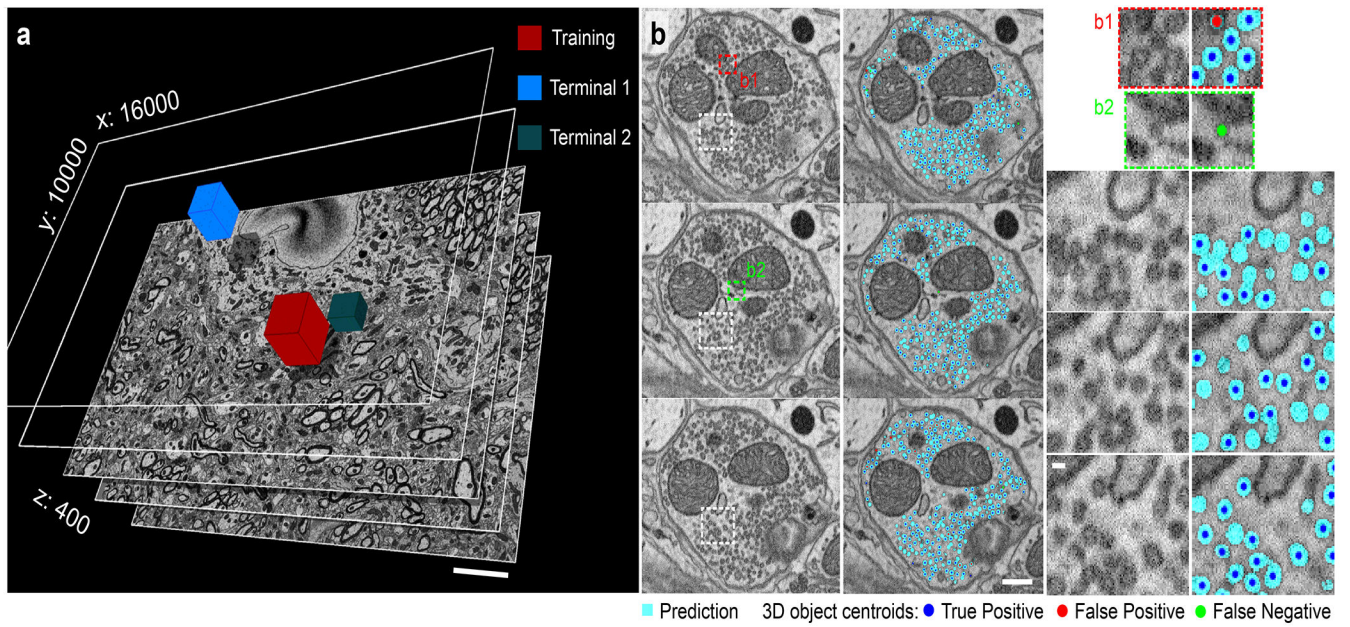 a
Training
Terminal 1
Terminal 2
x: 16000
y: 10000
z: 400
b
b1
b2
b1
b2
Prediction
3D object centroids:
True Positive
False Positive
False Negative